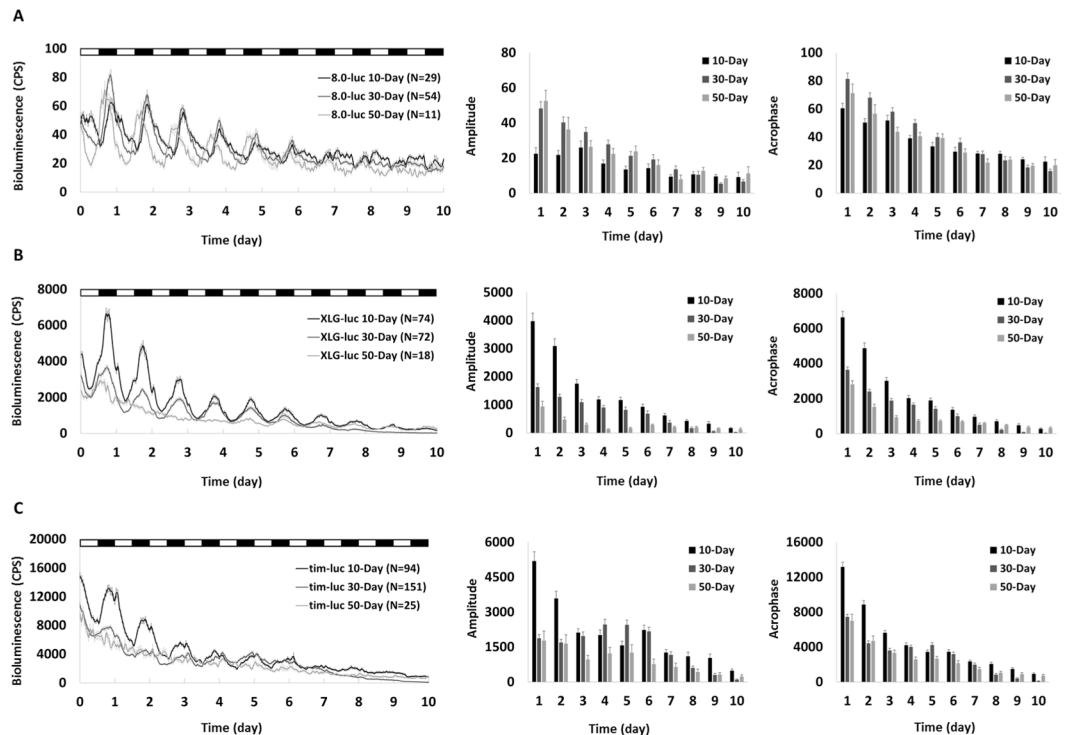 A
Bioluminescence (CPS)
100
80
60
40
20
0
8.0-luc 10-Day (N=29)
8.0-luc 30-Day (N=54)
8.0-luc 50-Day (N=11)
0 1 2 3 4 5 6 7 8 9 10
Time (day)
Amplitude
80
60
40
20
0
10-Day
30-Day
50-Day
1 2 3 4 5 6 7 8 9 10
Time (day)
Acrophase
100
80
60
40
20
0
10-Day
30-Day
50-Day
1 2 3 4 5 6 7 8 9 10
Time (day)
B
Bioluminescence (CPS)
8000
6000
4000
2000
0
XLG-luc 10-Day (N=74)
XLG-luc 30-Day (N=72)
XLG-luc 50-Day (N=18)
0 1 2 3 4 5 6 7 8 9 10
Time (day)
Amplitude
5000
4000
3000
2000
1000
0
10-Day
30-Day
50-Day
1 2 3 4 5 6 7 8 9 10
Time (day)
Acrophase
8000
6000
4000
2000
0
10-Day
30-Day
50-Day
1 2 3 4 5 6 7 8 9 10
Time (day)
C
Bioluminescence (CPS)
20000
16000
12000
8000
4000
0
tim-luc 10-Day (N=94)
tim-luc 30-Day (N=151)
tim-luc 50-Day (N=25)
0 1 2 3 4 5 6 7 8 9 10
Time (day)
Amplitude
6000
4500
3000
1500
0
10-Day
30-Day
50-Day
1 2 3 4 5 6 7 8 9 10
Time (day)
Acrophase
16000
12000
8000
4000
0
10-Day
30-Day
50-Day
1 2 3 4 5 6 7 8 9 10
Time (day)